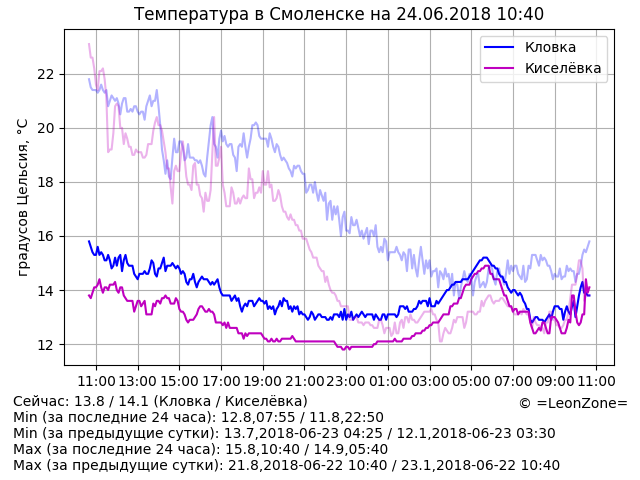 Температура в Смоленске на 24.06.2018 10:40
Кловка
Киселёвка
градусов Цельсия, °C
22
20
18
16
14
12
11:00 13:00 15:00 17:00 19:00 21:00 23:00 01:00 03:00 05:00 07:00 09:00 11:00
Сейчас: 13.8 / 14.1 (Кловка / Киселёвка)
© =LeonZone=
Min (за последние 24 часа): 12.8,07:55 / 11.8,22:50
Min (за предыдущие сутки): 13.7,2018-06-23 04:25 / 12.1,2018-06-23 03:30
Max (за последние 24 часа): 15.8,10:40 / 14.9,05:40
Max (за предыдущие сутки): 21.8,2018-06-22 10:40 / 23.1,2018-06-22 10:40